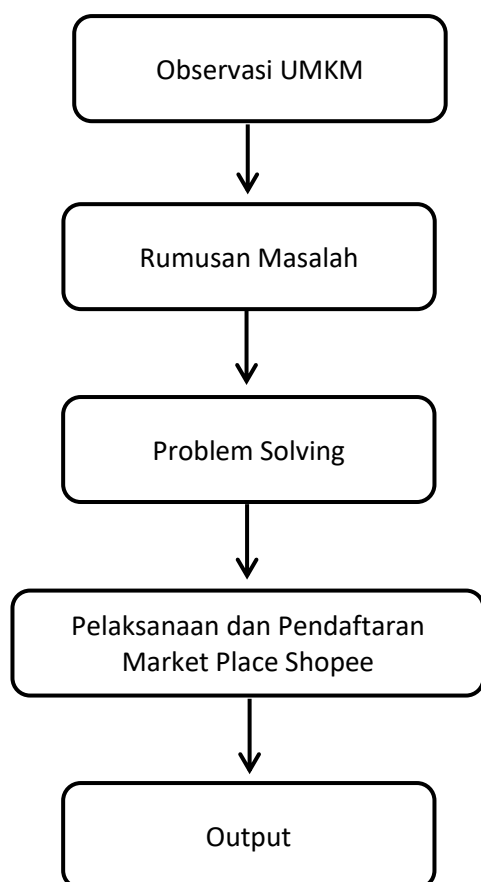 Observasi UMKM
Rumusan Masalah
Problem Solving
Pelaksanaan dan Pendaftaran
Market Place Shopee
Output